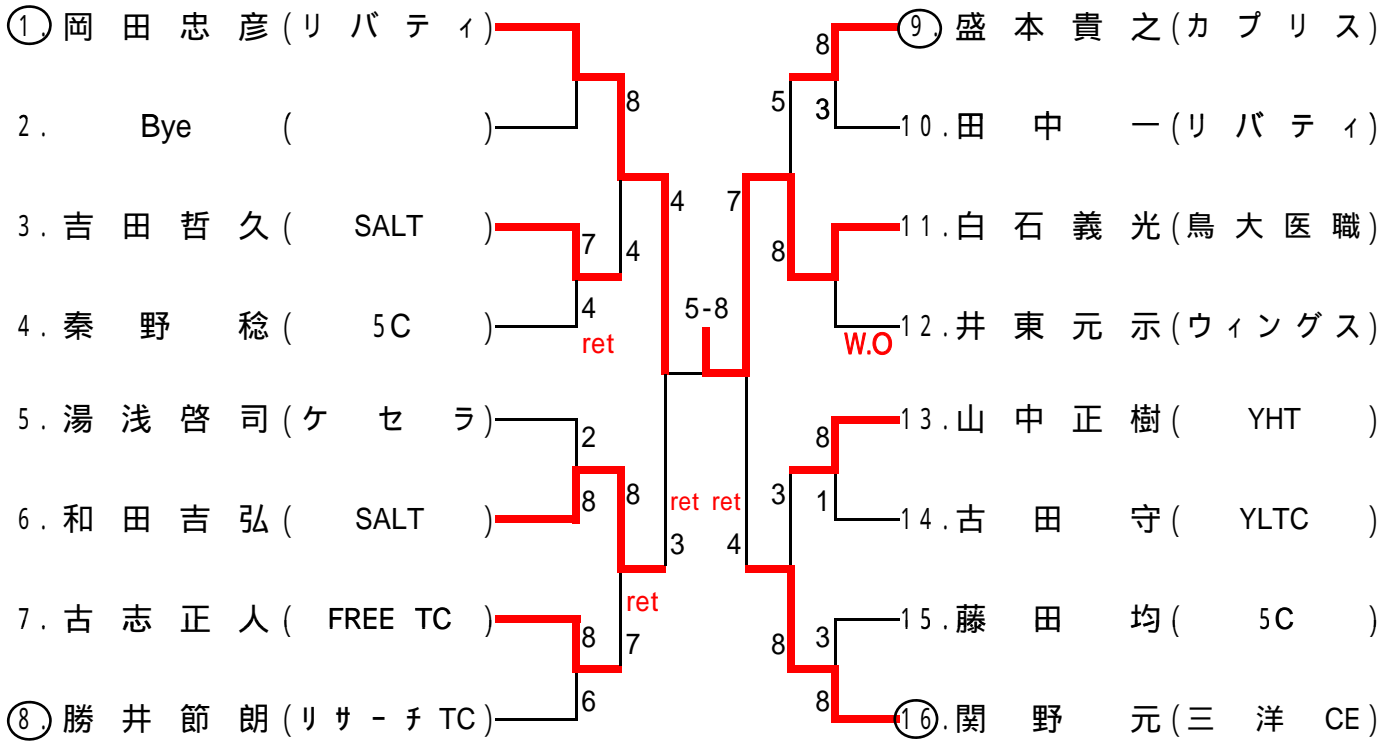 1. 岡田忠彦(リバティ)
8
2. Bye ( )
4
3. 吉田哲久( SALT )
7
4
4. 秦野稔( 5C )
4
ret
5. 湯浅啓司(ケセラ)
2
8
6. 和田吉弘( SALT )
8
ret
3
7. 古志正人( FREE TC )
ret
8
7
8. 勝井節朗(リサーチTC)
6
5-8
9. 盛本貴之(カプリス)
8
5
10. 田中一(リバティ)
3
7
11. 白石義光(鳥大医職)
8
12. 井東元示(ウィングス)
W.O
13. 山中正樹( YHT )
8
3
14. 古田守( YLTC )
1
ret
4
15. 藤田均( 5C )
3
8
16. 関野元(三洋CE)
8